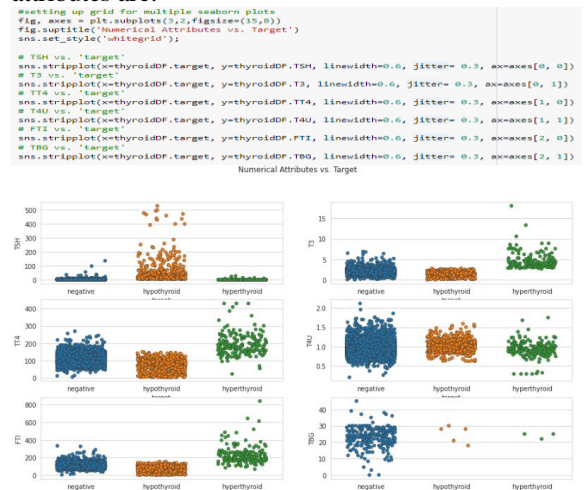 attributes are:
#setting up grid for multiple seaborn plots
fig, axes = plt.subplots(3,2,figsize=(15,8))
fig.suptitle('Numerical Attributes vs. Target')
sns.set_style('whitegrid');
# TSH vs. 'target'
sns.stripplot(x=thyroidDF.target, y=thyroidDF.TSH, linewidth=0.6, jitter= 0.3, ax=axes[0, 0])
# T3 vs. 'target'
sns.stripplot(x=thyroidDF.target, y=thyroidDF.T3, linewidth=0.6, jitter= 0.3, ax=axes[0, 1])
# TT4 vs. 'target'
sns.stripplot(x=thyroidDF.target, y=thyroidDF.TT4, linewidth=0.6, jitter= 0.3, ax=axes[1, 0])
# T4U vs. 'target'
sns.stripplot(x=thyroidDF.target, y=thyroidDF.T4U, linewidth=0.6, jitter= 0.3, ax=axes[1, 1])
# FTI vs. 'target'
sns.stripplot(x=thyroidDF.target, y=thyroidDF.FTI, linewidth=0.6, jitter= 0.3, ax=axes[2, 0])
# TBG vs. 'target'
sns.stripplot(x=thyroidDF.target, y=thyroidDF.TBG, linewidth=0.6, jitter= 0.3, ax=axes[2, 1])
Numerical Attributes vs. Target
TSH
500
400
300
200
100
0
negative hypothyroid hyperthyroid
T3
15
10
5
0
negative hypothyroid hyperthyroid
TT4
400
300
200
100
0
negative hypothyroid hyperthyroid
T4U
2.0
1.5
1.0
0.5
negative hypothyroid hyperthyroid
FTI
800
600
400
200
0
negative hypothyroid hyperthyroid
TBG
40
30
20
10
0
negative hypothyroid hyperthyroid